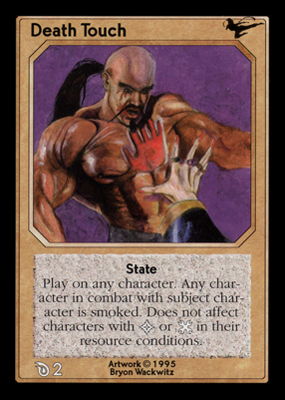 Death Touch
State
Play on any character. Any char-
acter in combat with subject char-
acter is smoked. Does not affect
characters with or in their
resource conditions.
2
Artwork © 1995
Bryon Wackwitz